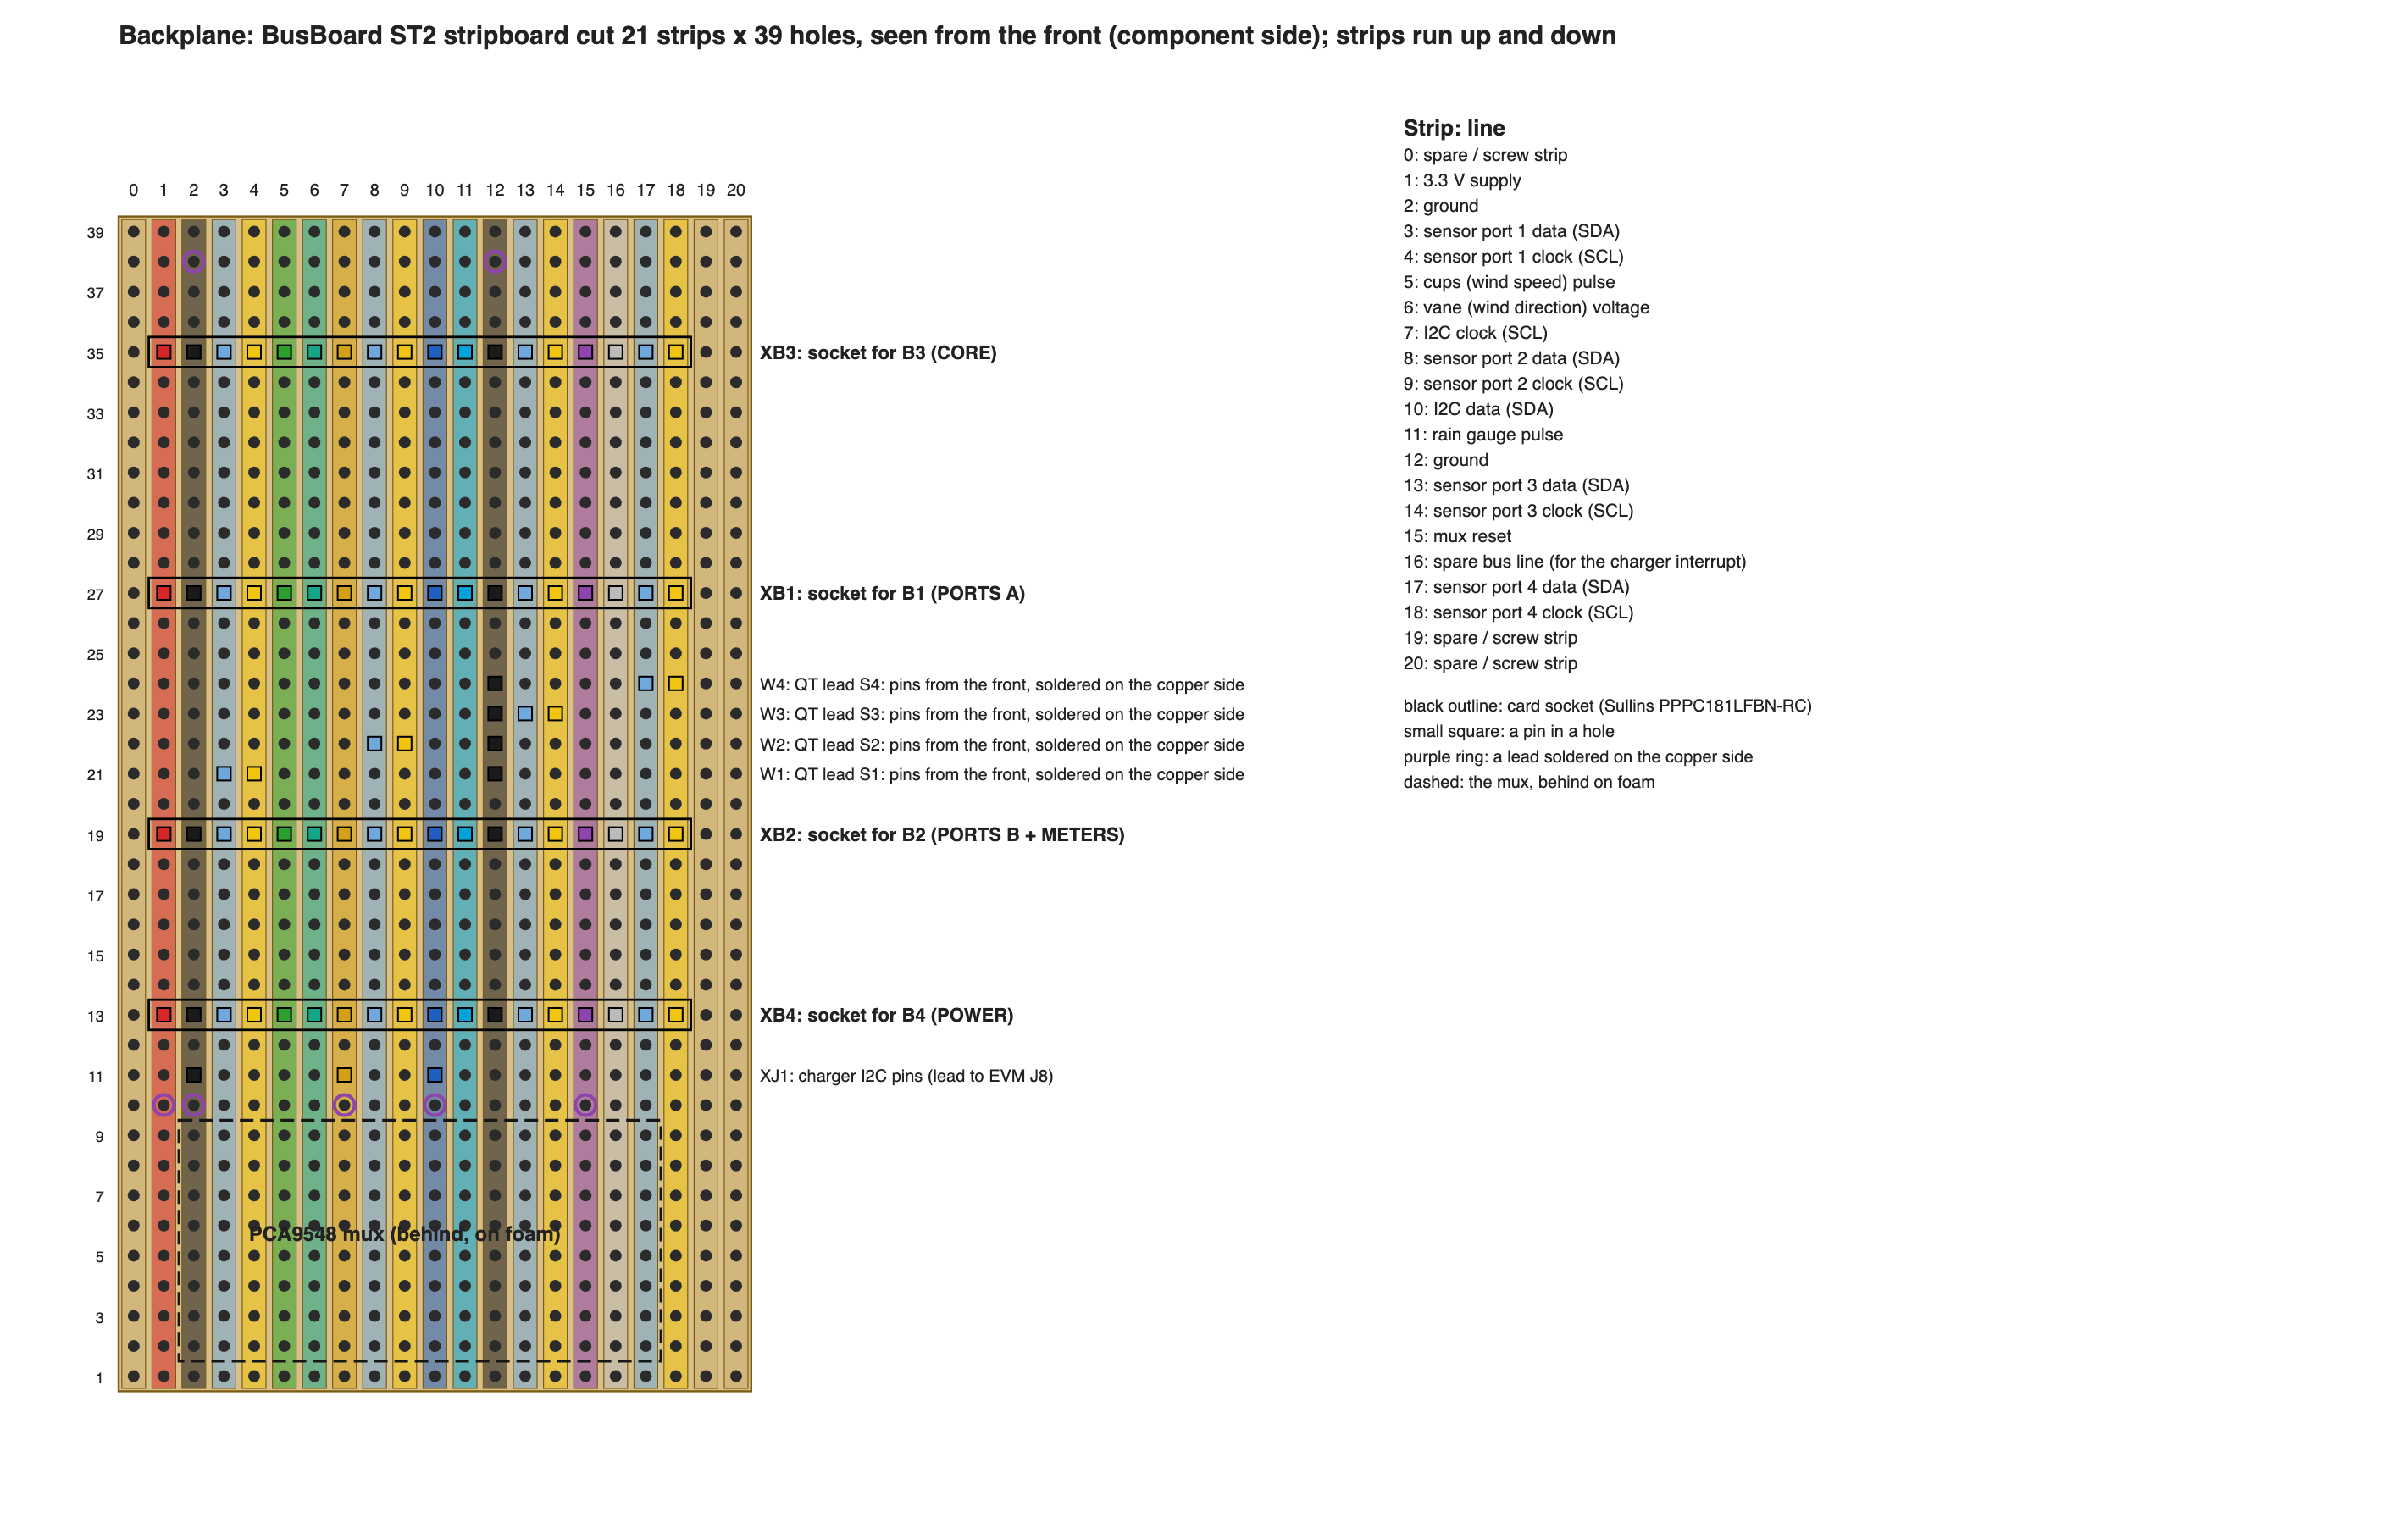 Backplane: BusBoard ST2 stripboard cut 21 strips x 39 holes, seen from the front (component side); strips run up and down
Strip: line
0: spare / screw strip
1: 3.3 V supply
2: ground
3: sensor port 1 data (SDA)
4: sensor port 1 clock (SCL)
5: cups (wind speed) pulse
6: vane (wind direction) voltage
7: I2C clock (SCL)
8: sensor port 2 data (SDA)
9: sensor port 2 clock (SCL)
10: I2C data (SDA)
11: rain gauge pulse
12: ground
13: sensor port 3 data (SDA)
14: sensor port 3 clock (SCL)
15: mux reset
16: spare bus line (for the charger interrupt)
17: sensor port 4 data (SDA)
18: sensor port 4 clock (SCL)
19: spare / screw strip
20: spare / screw strip
black outline: card socket (Sullins PPPC181LFBN-RC)
small square: a pin in a hole
purple ring: a lead soldered on the copper side
dashed: the mux, behind on foam
0 1 2 3 4 5 6 7 8 9 10 11 12 13 14 15 16 17 18 19 20
39
37
35 XB3: socket for B3 (CORE)
33
31
29
27 XB1: socket for B1 (PORTS A)
25
W4: QT lead S4: pins from the front, soldered on the copper side
23 W3: QT lead S3: pins from the front, soldered on the copper side
W2: QT lead S2: pins from the front, soldered on the copper side
21 W1: QT lead S1: pins from the front, soldered on the copper side
19 XB2: socket for B2 (PORTS B + METERS)
17
15
13 XB4: socket for B4 (POWER)
11 XJ1: charger I2C pins (lead to EVM J8)
9
7
PCA9548 mux (behind, on foam)
5
3
1